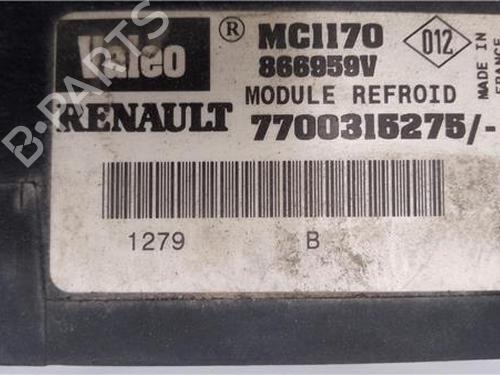 Valeo ® MC1170 012 MADE IN FRANCE
866959V
MODULE REFROID
RENAULT 7700315275/-
1279 B
B-PARTS